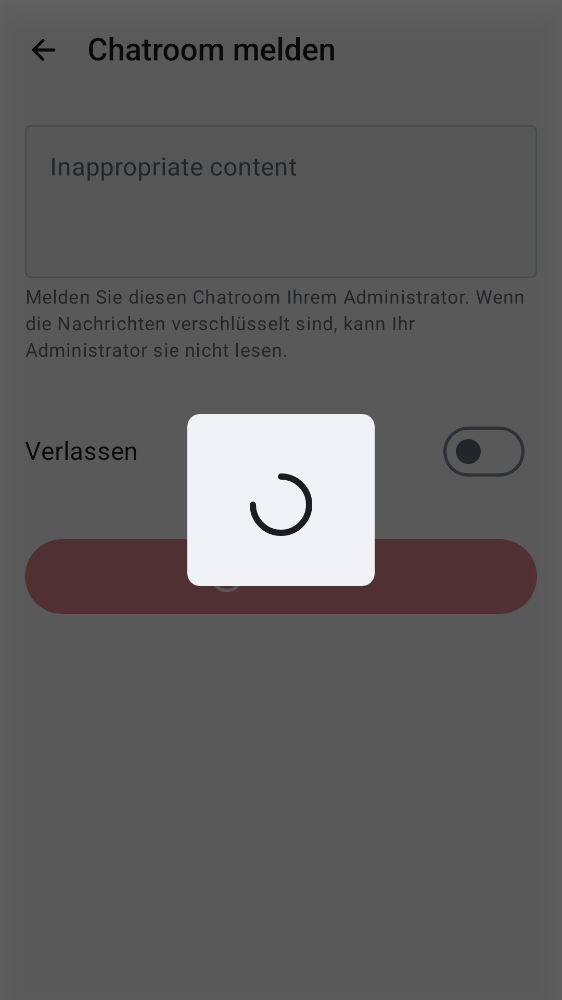 Chatroom melden
Inappropriate content
Melden Sie diesen Chatroom Ihrem Administrator. Wenn
die Nachrichten verschlüsselt sind, kann Ihr
Administrator sie nicht lesen.
Verlassen